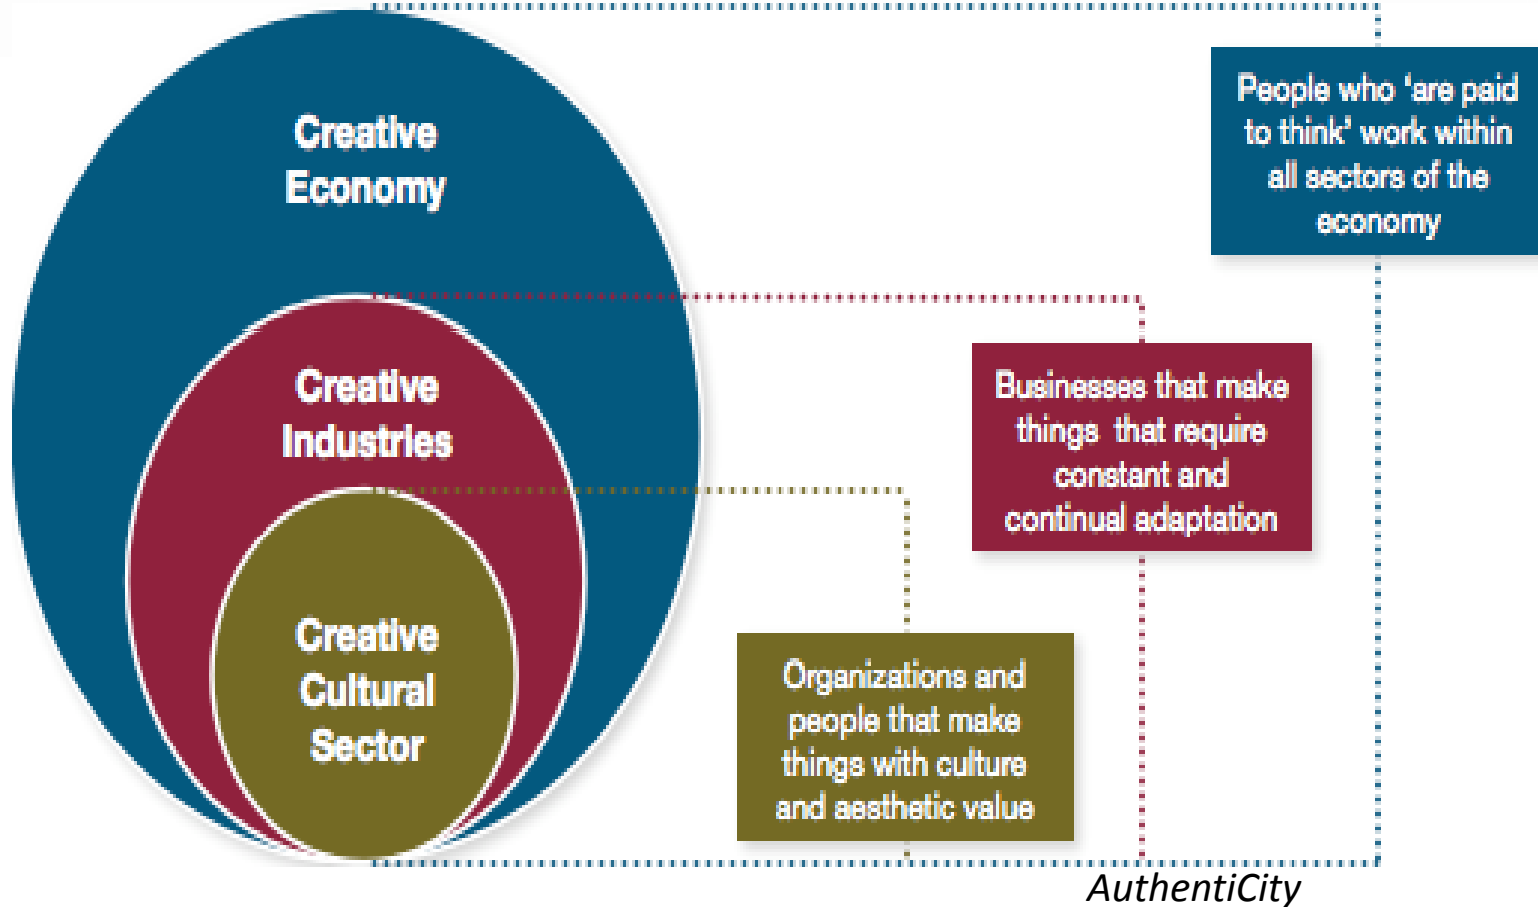 Creative
Economy
People who ‘are paid
to think’ work within
all sectors of the
economy
Creative
Industries
Businesses that make
things that require
constant and
continual adaptation
Creative
Cultural
Sector
Organizations and
people that make
things with culture
and aesthetic value
AuthentiCity